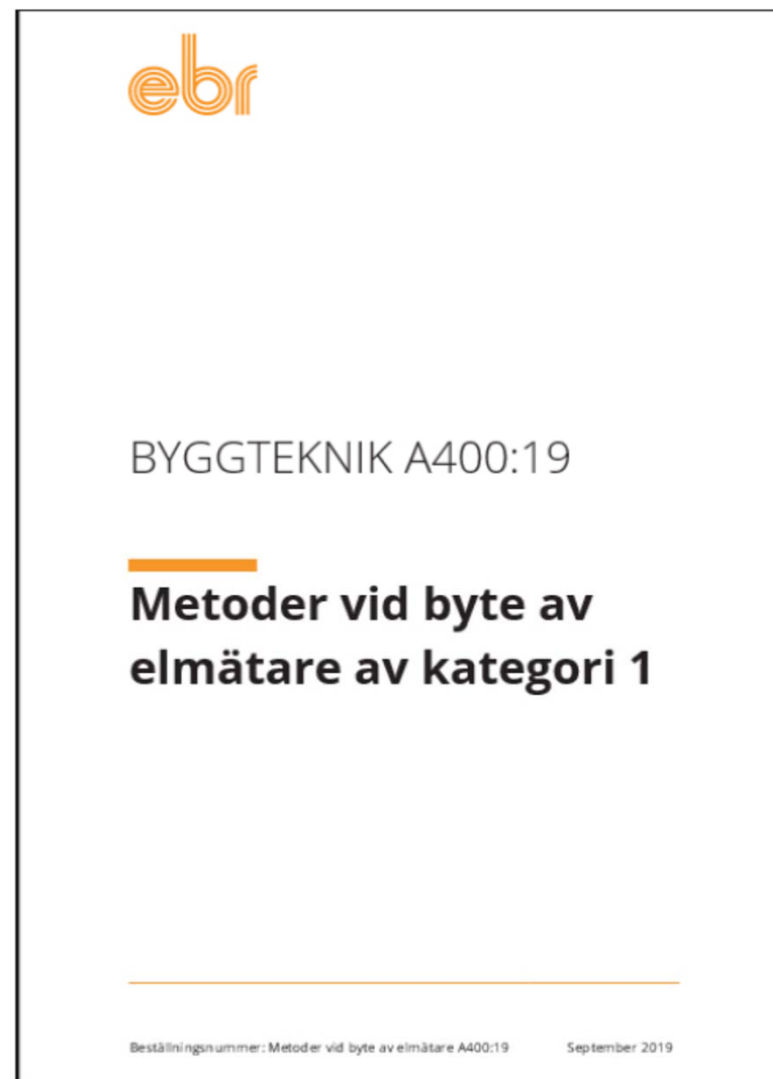 ebr
BYGGTEKNIK A400:19
Metoder vid byte av
elmätare av kategori 1
Beställningsnummer: Metoder vid byte av elmätare A400:19 September 2019